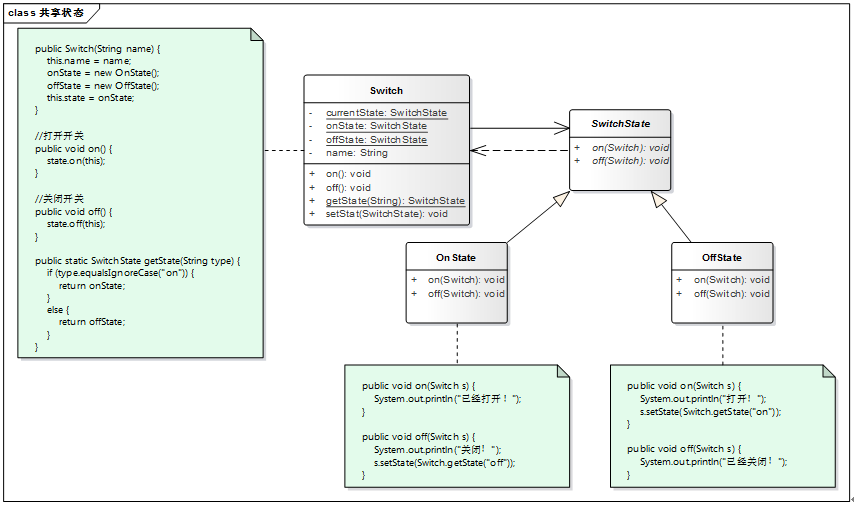 class 共享状态
public Switch(String name) {
this.name = name;
onState = new OnState();
offState = new OffState();
this.state = onState;
}
//打开开关
public void on() {
state.on(this);
}
//关闭开关
public void off() {
state.off(this);
}
public static SwitchState getState(String type) {
if (type.equalsIgnoreCase("on")) {
return onState;
}
else {
return offState;
}
}
Switch
- currentState: SwitchState
- onState: SwitchState
- offState: SwitchState
- name: String
+ on(): void
+ off(): void
+ getState(String): SwitchState
+ setStat(SwitchState): void
SwitchState
+ on(Switch): void
+ off(Switch): void
OnState
+ on(Switch): void
+ off(Switch): void
OffState
+ on(Switch): void
+ off(Switch): void
public void on(Switch s) {
System.out.println("已经打开！");
}
public void off(Switch s) {
System.out.println("关闭！");
s.setState(Switch.getState("off"));
}
public void on(Switch s) {
System.out.println("打开！");
s.setState(Switch.getState("on"));
}
public void off(Switch s) {
System.out.println("已经关闭！");
}